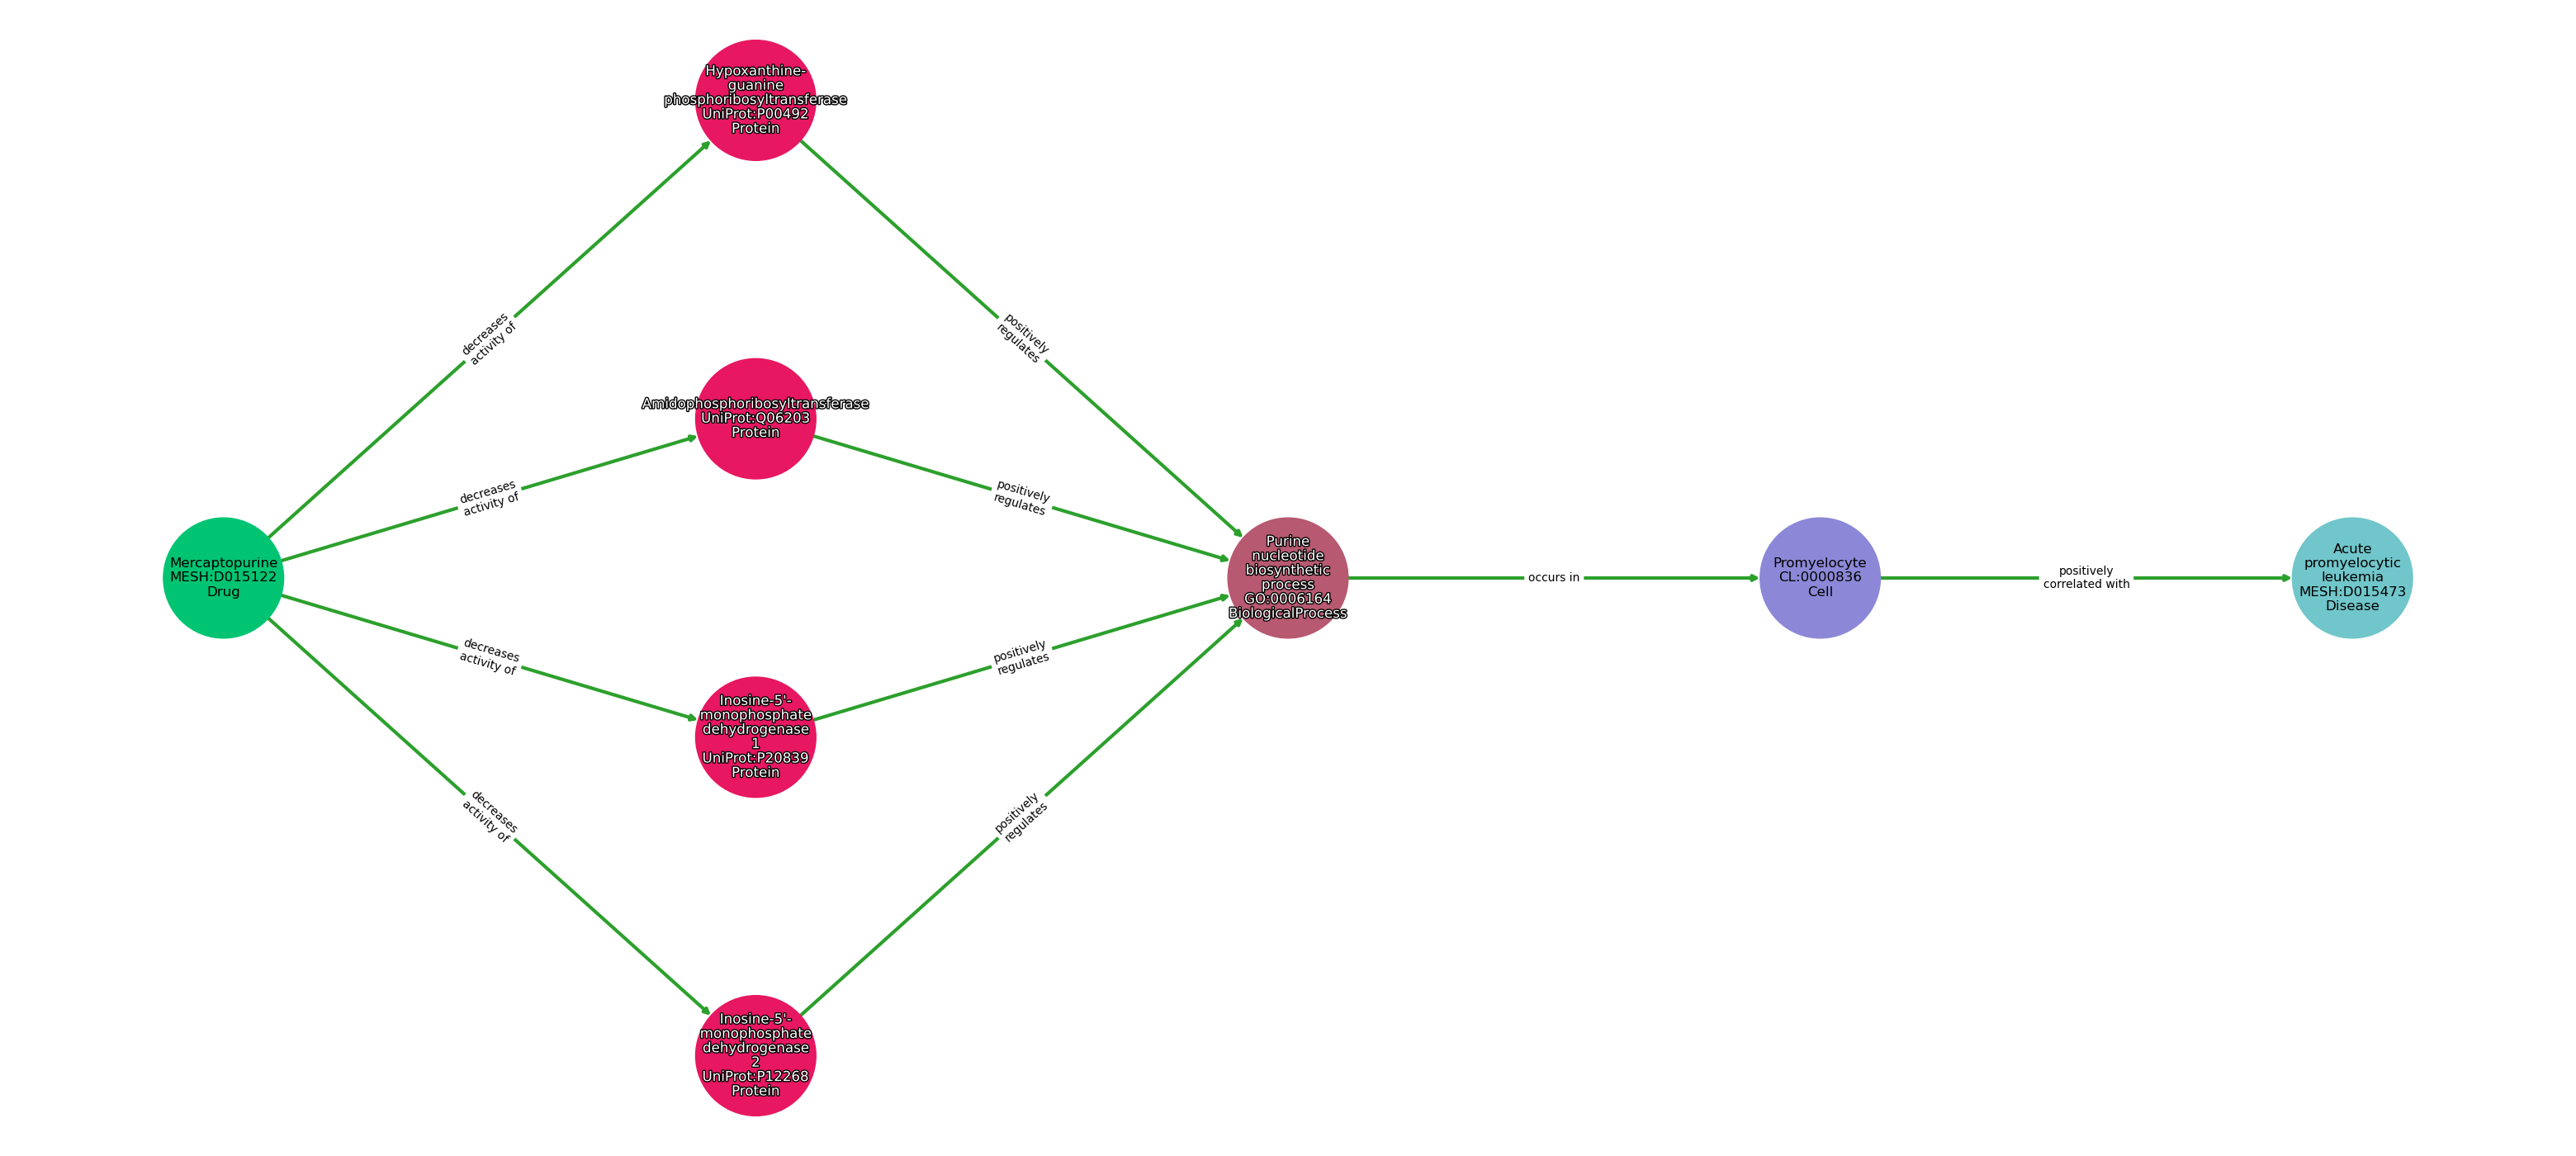 Hypoxanthine-
guanine
phosphoribosyltransferase
UniProt:P00492
Protein
decreases
activity of
positively
regulates
Amidophosphoribosyltransferase
UniProt:Q06203
Protein
decreases
activity of
positively
regulates
Mercaptopurine
MESH:D015122
Drug
Purine
nucleotide
biosynthetic
process
GO:0006164
BiologicalProcess
occurs in
Promyelocyte
CL:0000836
Cell
positively
correlated with
Acute
promyelocytic
leukemia
MESH:D015473
Disease
decreases
activity of
positively
regulates
Inosine-5'-
monophosphate
dehydrogenase
1
UniProt:P20839
Protein
decreases
activity of
positively
regulates
Inosine-5'-
monophosphate
dehydrogenase
2
UniProt:P12268
Protein